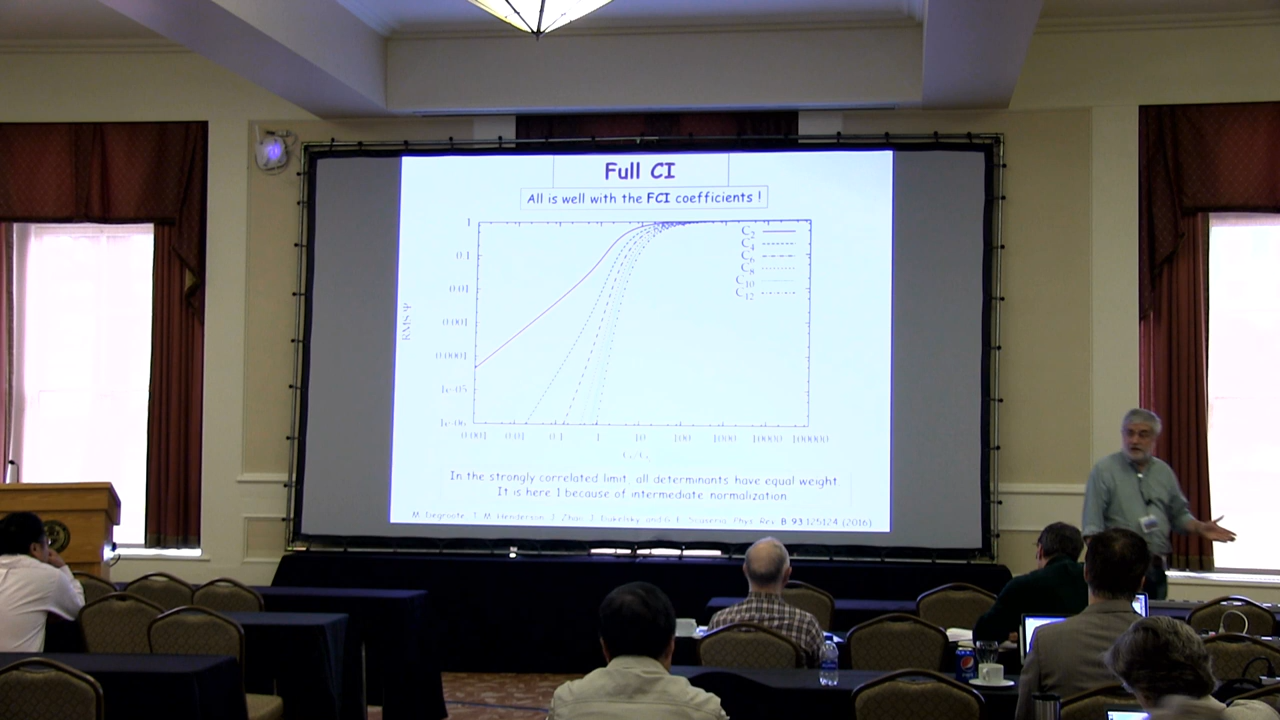 Full CI
All is well with the FCI coefficients !
1
0.1
0.01
0.001
0.0001
1e-05
1e-06
RMS Ψ
C2
C4
C6
C8
C10
C12
0.001 0.01 0.1 1 10 100 1000 10000 100000
In the strongly correlated limit, all determinants have equal weight.
It is here 1 because of intermediate normalization
M. Degroote, T. M. Henderson, J. Zhao, J. Dukelsky, and G. E. Scuseria, Phys. Rev. B 93, 125124 (2016)